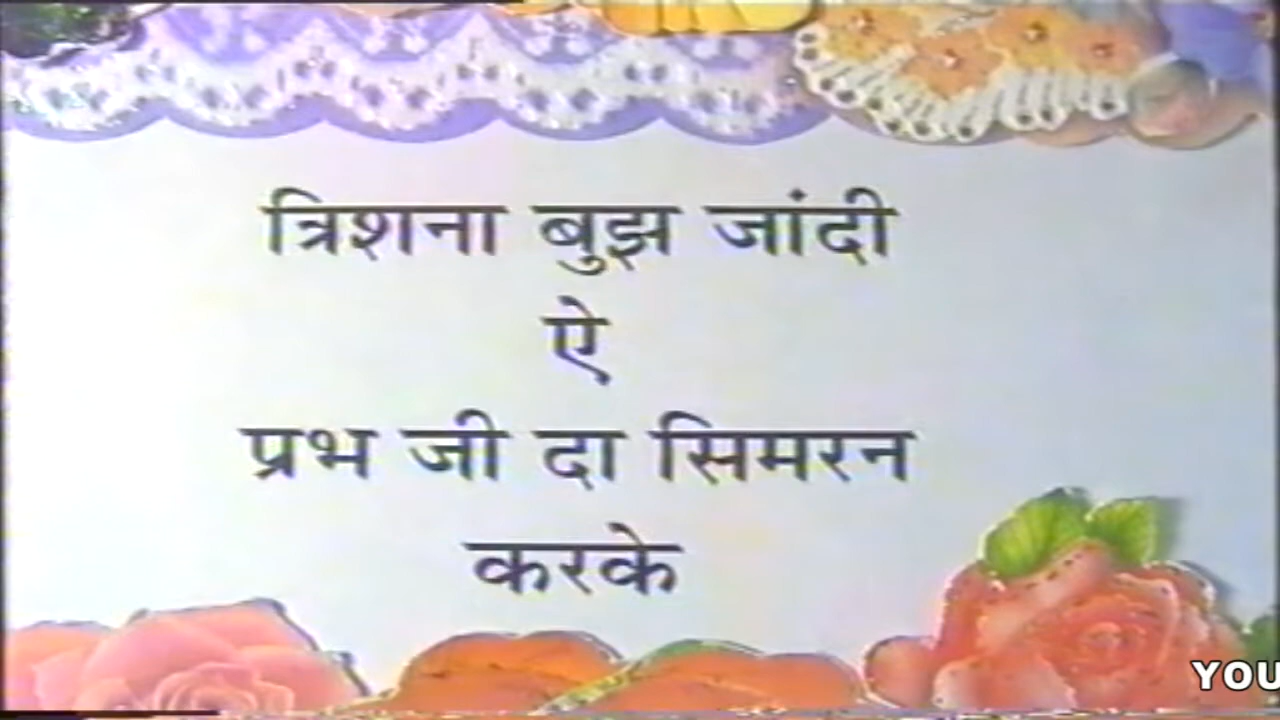 त्रिशना बुझ जांदी
ऐ
प्रभ जी दा सिमरन
करके
YOU